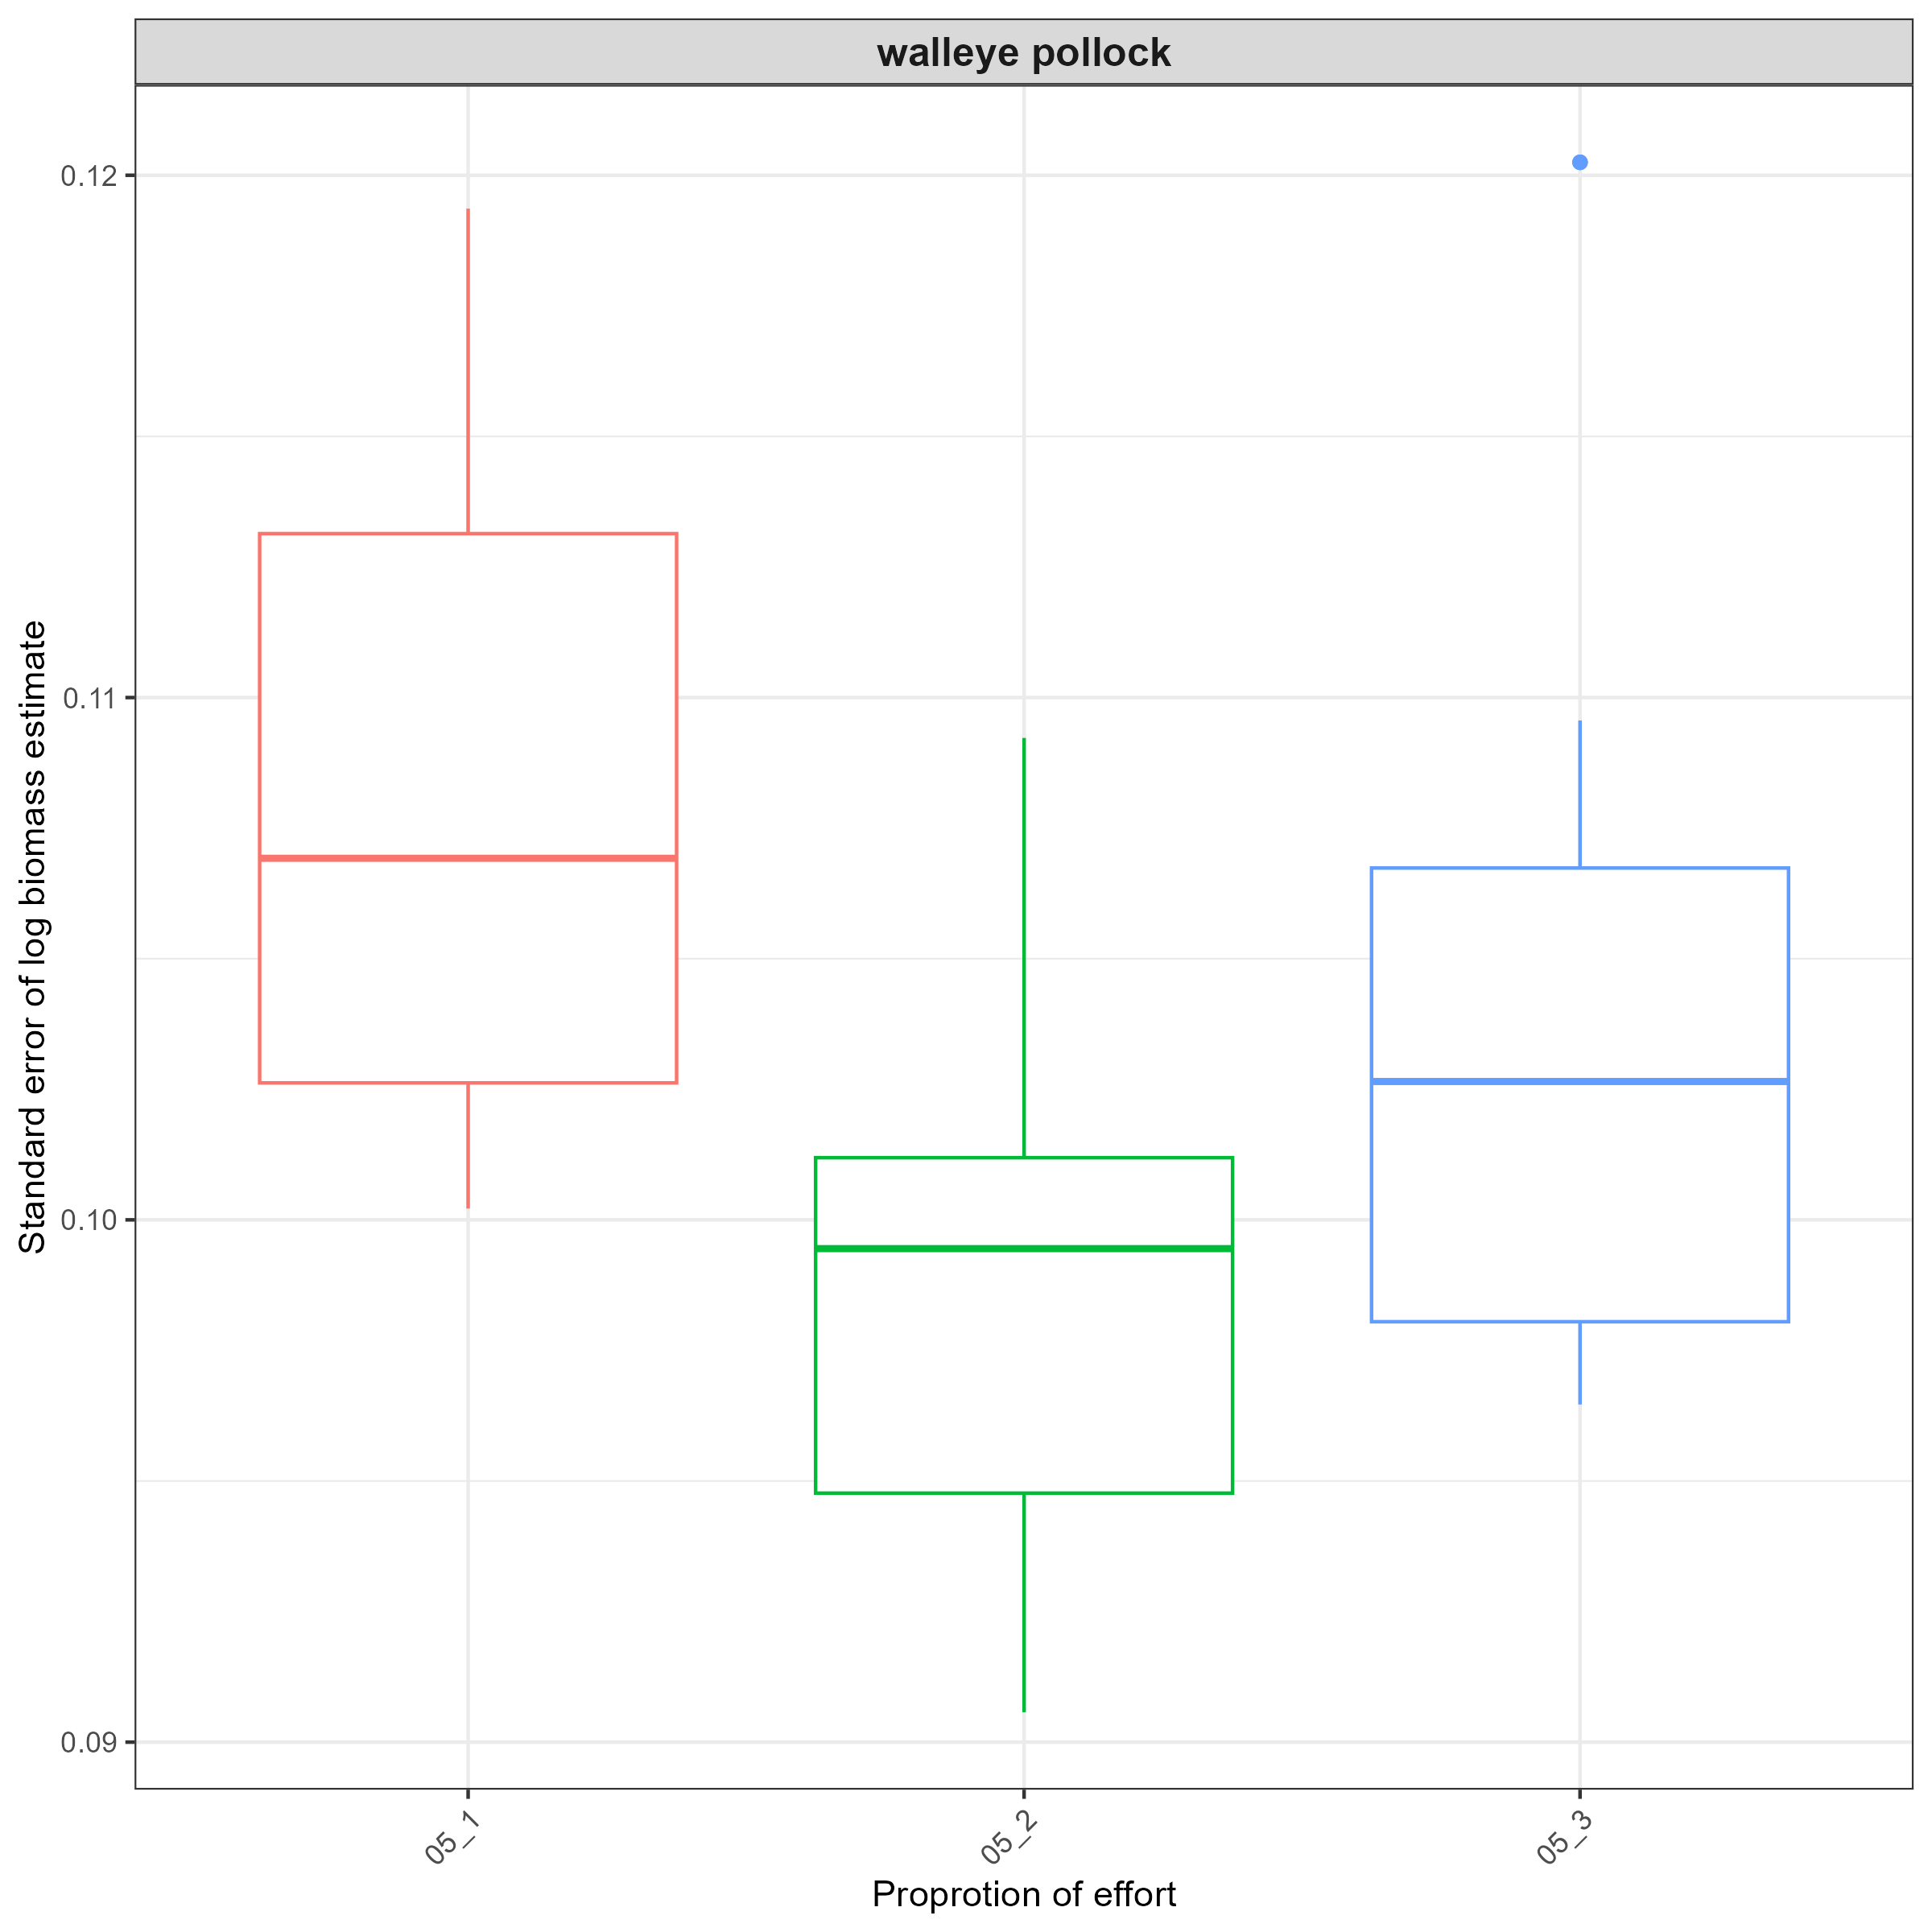 walleye pollock
0.12
0.11
0.10
0.09
Standard error of log biomass estimate
05_1
05_2
05_3
Proprotion of effort